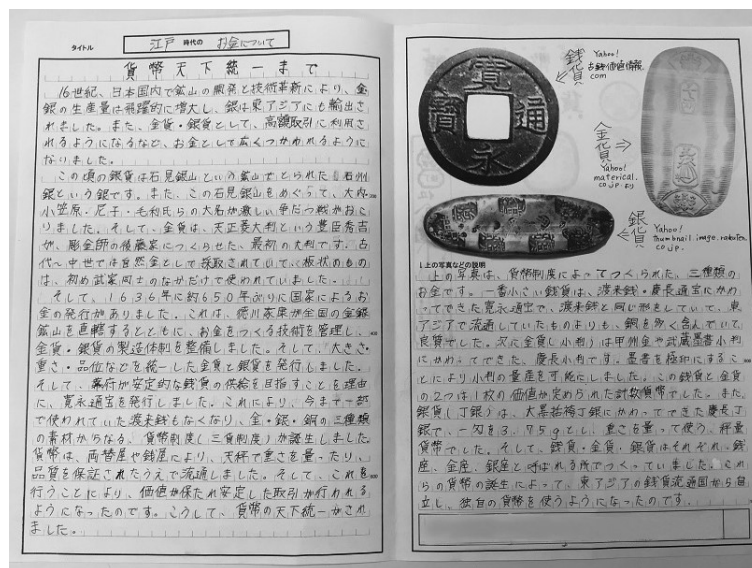 タイトル
江戸 時代の お金について
貨幣天下統一まで
16世紀、日本国内で鉱山の開発と技術革新により、金
銀の生産量は飛躍的に増大し、銀は東アジアにも輸出さ
れました。また、金貨・銀貨として、高額取引に利用さ
れるようになるなど、お金として広くつかわれるように
なりました。
この頃の銀貨は石見銀山という鉱山でとられた「石州
銀という銀です。また、この石見銀山をめぐって、大内・
小笠原・尼子・毛利氏らの大名が激しい争だつ戦がおこ
りました。そして、金貨は、天正菱大判という豊臣秀吉
が、彫金師の後藤家につくらせた、最初の大判です。古
代〜中世では自然金として採取されていて、板状のもの
は、初め武家同士のなかだけで使われていました。
そして、1636年に約650年ぶりに国家によるお
金の発行がありました。これは、徳川家康が全国の金銀
鉱山を直轄するとともに、お金をつくる技術を管理し、
金貨・銀貨の製造体制を整備しました。そして、大きさ・
重さ・品位などを統一した金貨と銀貨を発行しました。
そして、幕府が安定的な銭貨の供給を目指すことを理由
に、寛永通宝を発行しました。これにより、今まで一部
で使われていた渡来銭もなくなり、金・銀・銅の三種類
の素材からなる、貨幣制度(三貨制度)が誕生しました。
貨幣は、両替屋や銭屋により、天秤で重さを量ったり、
品質を保証されたうえで流通しました。そして、これを
行うことにより、価値が保たれ安定した取引が行われる
ようになったのです。こうして、貨幣の天下統一がされ
ました。
寛永通寳
銭貨
Yahoo!
古銭価値情報.
com
金貨
Yahoo!
materical.
co.jp.より
銀貨
Yahoo!
thumbnail.image.rakuten.
co.jp
上の写真などの説明
上の写真は、貨幣制度によってつくられた、三種類の
お金です。一番小さい銭貨は、渡来銭・慶長通宝にかわ
ってできた寛永通宝で、渡来銭と同じ形をしていて、東
アジアで流通していたものよりも、銅を多く含んでいて、
良質でした。次に金貨(小判)は甲州金や武蔵墨書小判
にかわってできた、慶長小判です。墨書を極印にするこ
とにより小判の量産を可能にしました。この銭貨と金貨
の2つは1枚の価値が定められた計数貨幣でした。また、
銀貨(丁銀)は、大黒極印丁銀にかわってできた慶長丁
銀で、一匁を3.75gとし、重さを量って使う、秤量
貨幣でした。そして、銭貨・金貨・銀貨はそれぞれ、銭
座、金座、銀座と呼ばれる所でつくっていました。これ
らの貨幣の誕生によって、東アジアの銭貨流通圏から自
立し、独自の貨幣を使うようになったのです。